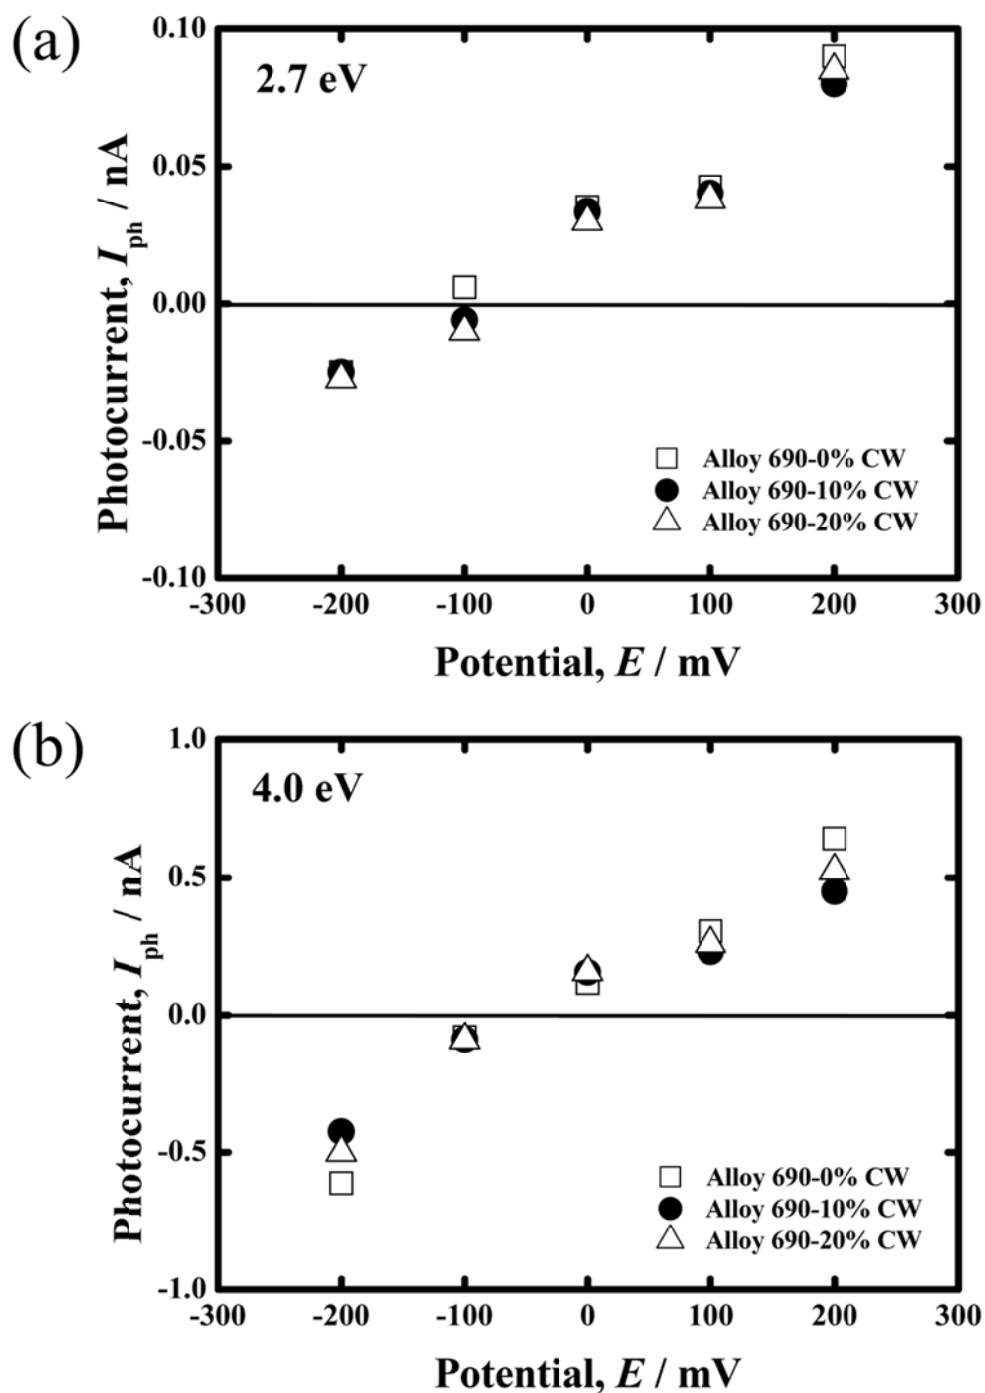 (a)
2.7 eV
Photocurrent, Iph / nA
0.10
0.05
0.00
-0.05
-0.10
Alloy 690-0% CW
Alloy 690-10% CW
Alloy 690-20% CW
-300 -200 -100 0 100 200 300
Potential, E / mV
(b)
4.0 eV
Photocurrent, Iph / nA
1.0
0.5
0.0
-0.5
-1.0
Alloy 690-0% CW
Alloy 690-10% CW
Alloy 690-20% CW
-300 -200 -100 0 100 200 300
Potential, E / mV